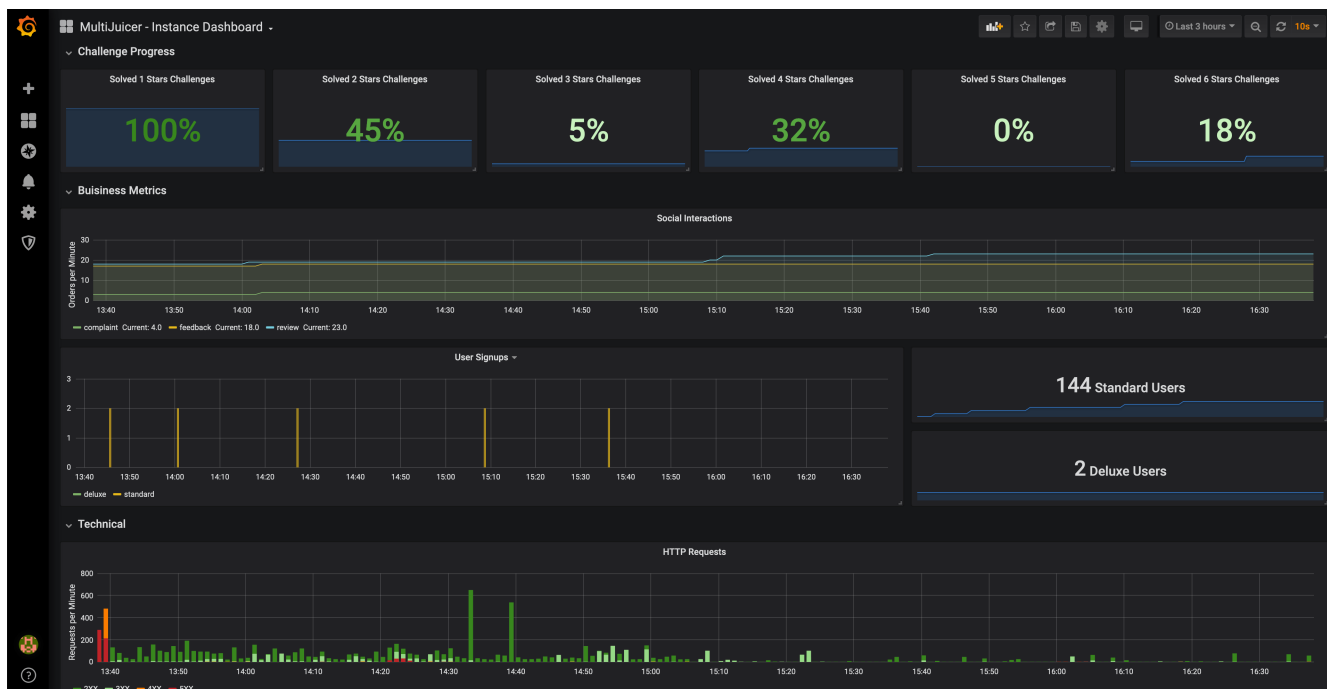 MultiJuicer - Instance Dashboard
Last 3 hours
10s
Challenge Progress
Solved 1 Stars Challenges
100%
Solved 2 Stars Challenges
45%
Solved 3 Stars Challenges
5%
Solved 4 Stars Challenges
32%
Solved 5 Stars Challenges
0%
Solved 6 Stars Challenges
18%
Buisiness Metrics
Social Interactions
Orders per Minute
30
20
10
0
13:40 13:50 14:00 14:10 14:20 14:30 14:40 14:50 15:00 15:10 15:20 15:30 15:40 15:50 16:00 16:10 16:20 16:30
complaint Current: 4.0 feedback Current: 18.0 review Current: 23.0
User Signups
3
2
1
0
13:40 13:50 14:00 14:10 14:20 14:30 14:40 14:50 15:00 15:10 15:20 15:30 15:40 15:50 16:00 16:10 16:20 16:30
deluxe standard
144 Standard Users
2 Deluxe Users
Technical
HTTP Requests
Requests per Minute
800
600
400
200
0
13:40 13:50 14:00 14:10 14:20 14:30 14:40 14:50 15:00 15:10 15:20 15:30 15:40 15:50 16:00 16:10 16:20 16:30
2XX 3XX 4XX 5XX